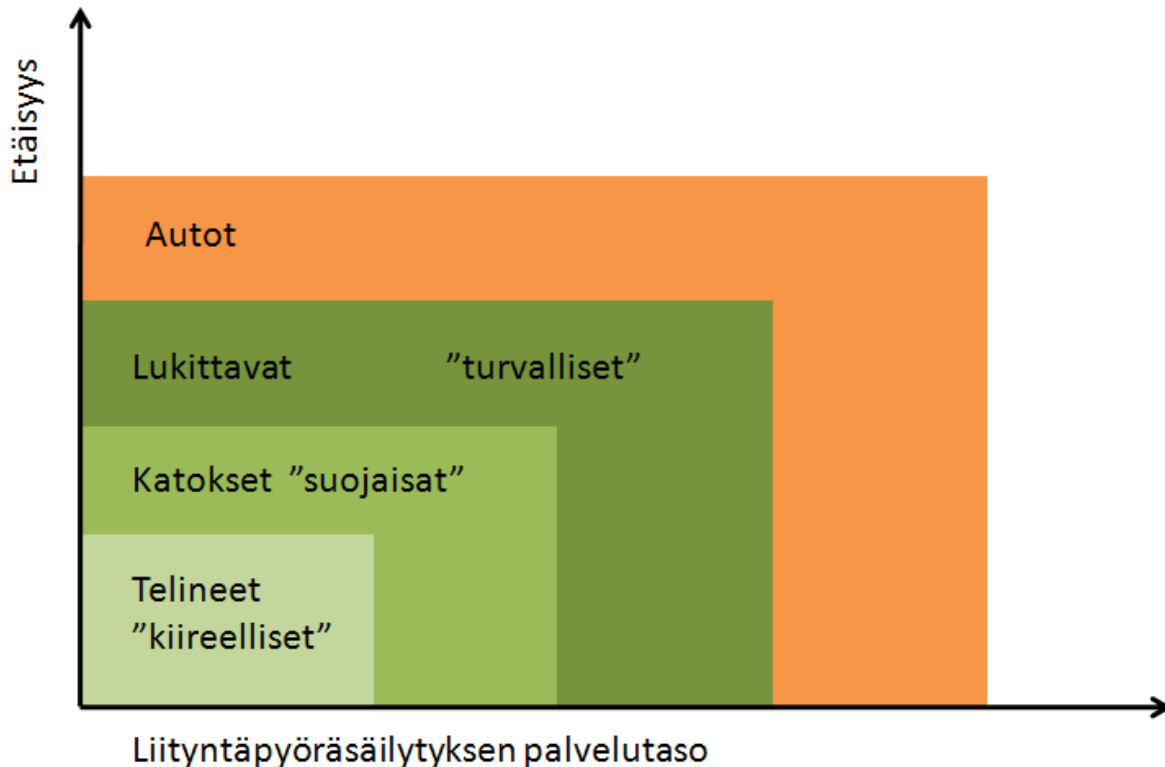 Etäisyys
Autot
Lukittavat ”turvalliset”
Katokset ”suojaisat”
Telineet
”kiireelliset”
Liityntäpyöräsäilytyksen palvelutaso